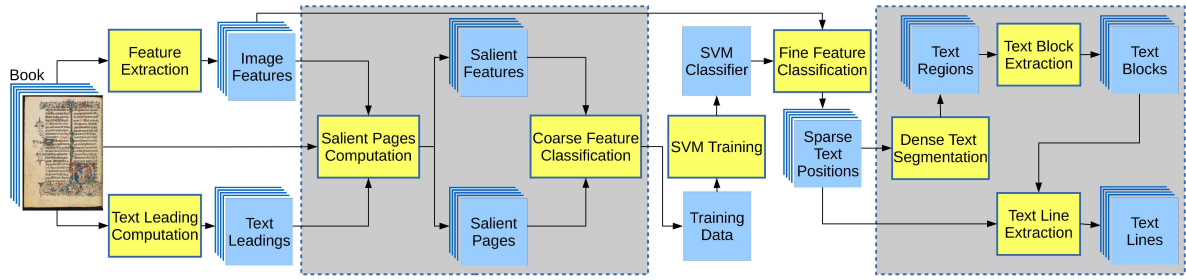 Book
Feature
Extraction
Image
Features
Text Leading
Computation
Text
Leadings
Salient Pages
Computation
Salient
Features
Salient
Pages
Coarse Feature
Classification
SVM
Classifier
SVM Training
Training
Data
Fine Feature
Classification
Sparse
Text
Positions
Text
Regions
Dense Text
Segmentation
Text Block
Extraction
Text
Blocks
Text Line
Extraction
Text
Lines